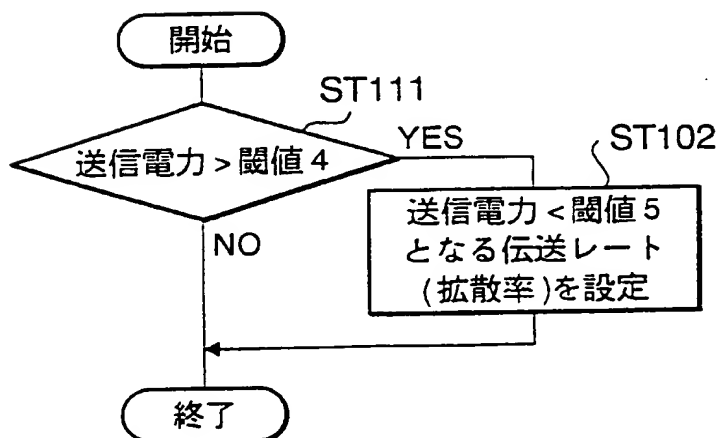 開始
ST111
送信電力 > 閾値 4
YES
ST102
送信電力 < 閾値 5
となる伝送レート
(拡散率)を設定
NO
終了